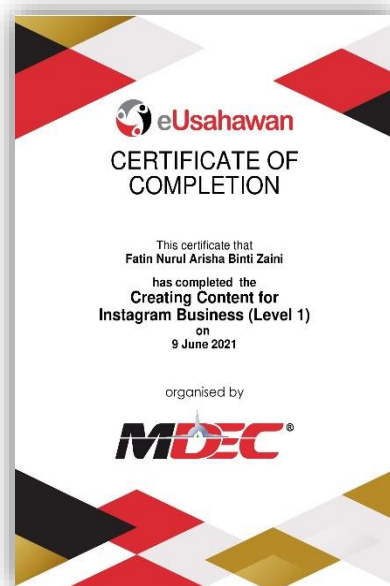 eUsahawan
CERTIFICATE OF
COMPLETION
This certificate that
Fatin Nurul Arisha Binti Zaini
has completed the
Creating Content for
Instagram Business (Level 1)
on
9 June 2021
organised by
MDEC®